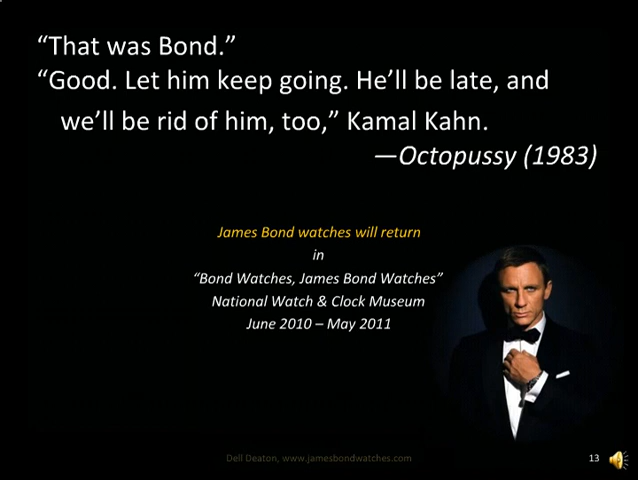 “That was Bond.”
“Good. Let him keep going. He’ll be late, and
we’ll be rid of him, too,” Kamal Kahn.
—Octopussy (1983)
James Bond watches will return
in
“Bond Watches, James Bond Watches”
National Watch & Clock Museum
June 2010 – May 2011
Dell Deaton, www.jamesbondwatches.com
13